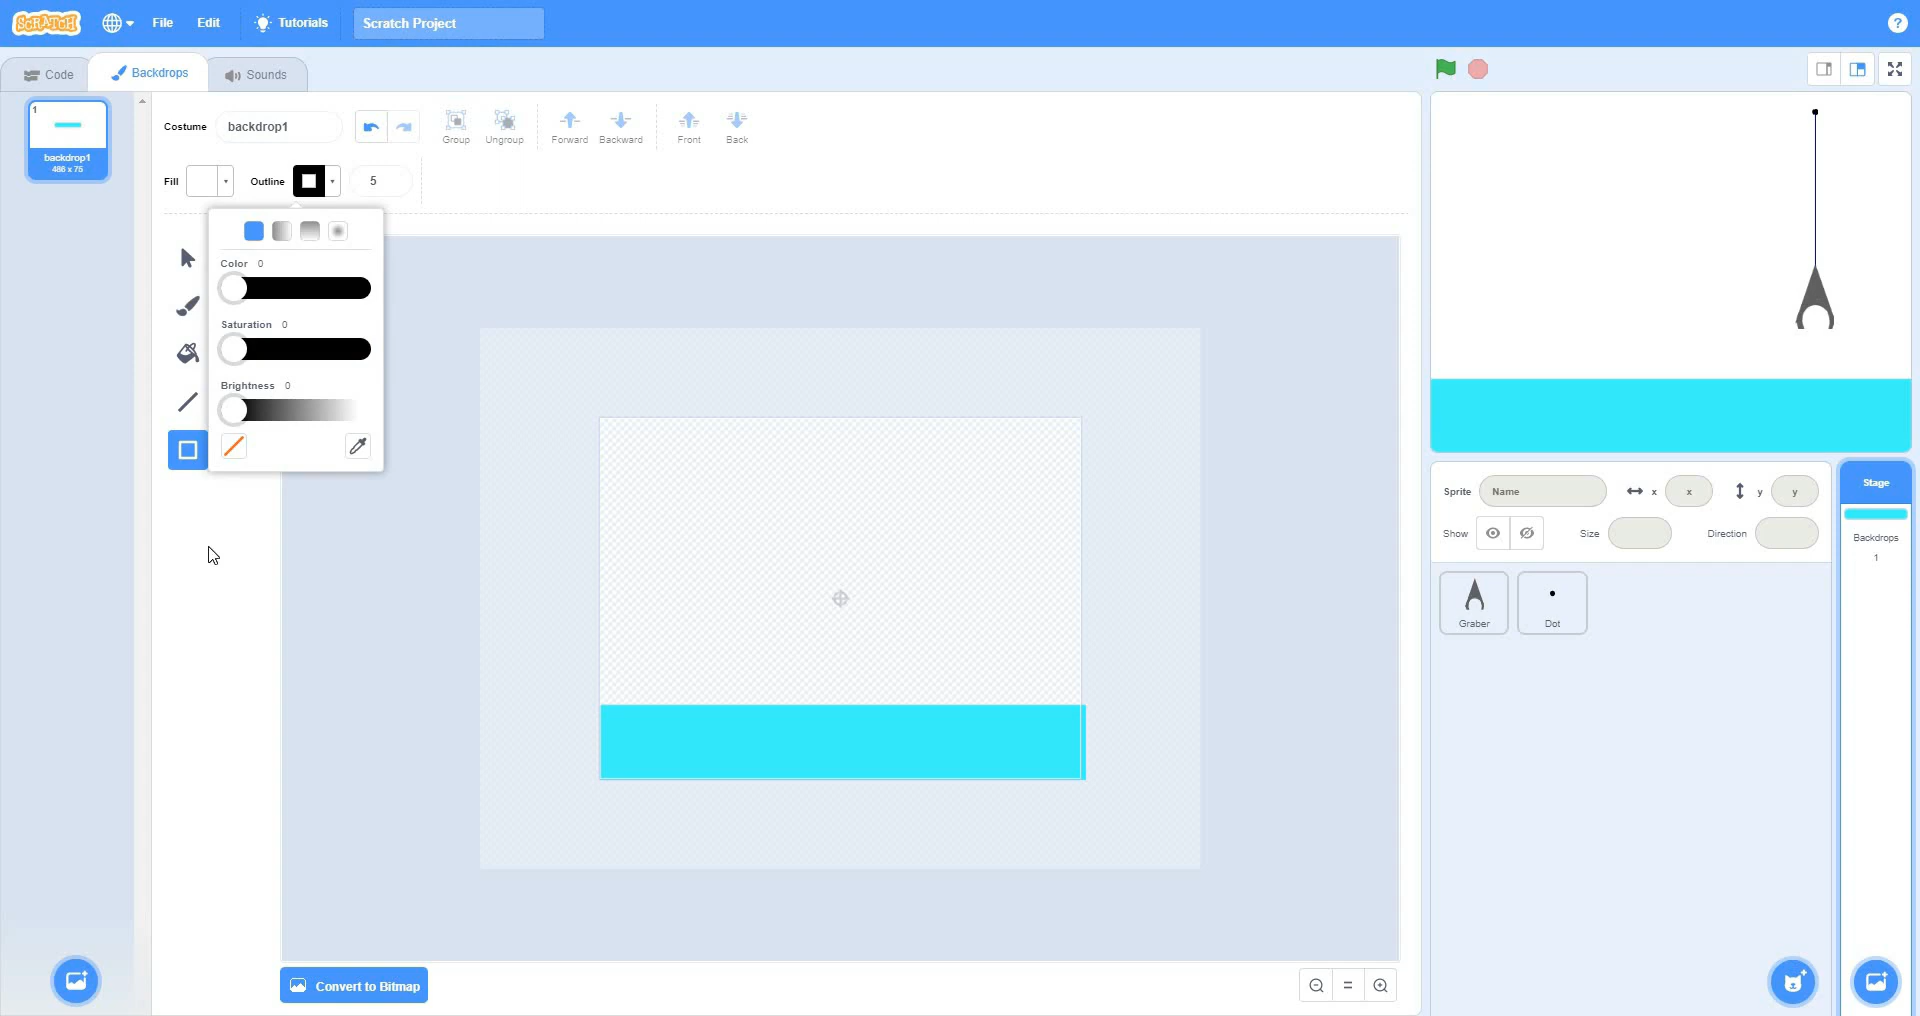 SCRATCH File Edit Tutorials Scratch Project ?
Code Backdrops Sounds
1
backdrop1
486 x 75
Costume backdrop1
Group Ungroup Forward Backward Front Back
Fill Outline 5
Color 0
Saturation 0
Brightness 0
Convert to Bitmap
Sprite Name x x y y
Show Size Direction
Graber Dot
Stage
Backdrops
1